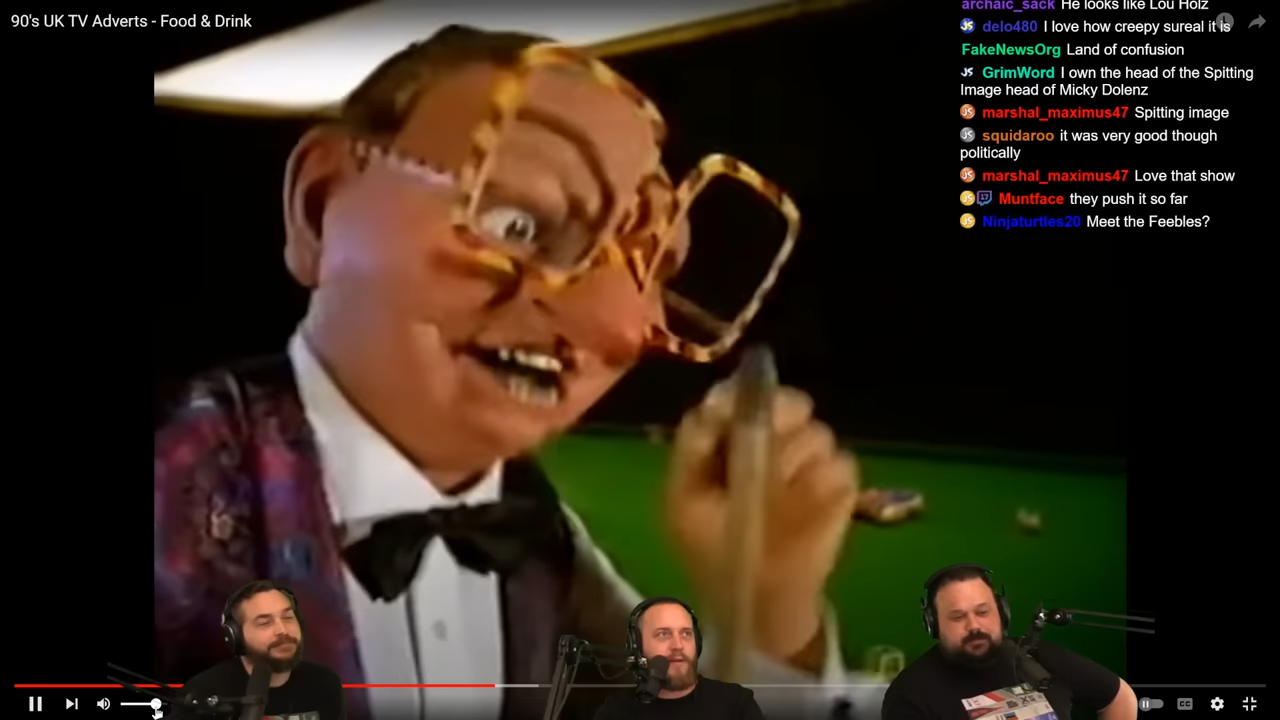 90's UK TV Adverts - Food & Drink
archaic_sack He looks like Lou Holz
delo480 I love how creepy sureal it is
FakeNewsOrg Land of confusion
GrimWord I own the head of the Spitting
Image head of Micky Dolenz
marshal_maximus47 Spitting image
squidaroo it was very good though
politically
marshal_maximus47 Love that show
Muntface they push it so far
Ninjaturtles20 Meet the Feebles?